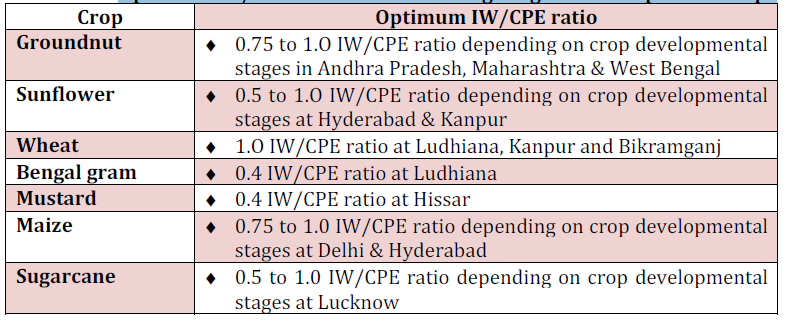 Crop Optimum IW/CPE ratio
Groundnut ♦ 0.75 to 1.O IW/CPE ratio depending on crop developmental
stages in Andhra Pradesh, Maharashtra & West Bengal
Sunflower ♦ 0.5 to 1.O IW/CPE ratio depending on crop developmental
stages at Hyderabad & Kanpur
Wheat ♦ 1.O IW/CPE ratio at Ludhiana, Kanpur and Bikramganj
Bengal gram ♦ 0.4 IW/CPE ratio at Ludhiana
Mustard ♦ 0.4 IW/CPE ratio at Hissar
Maize ♦ 0.75 to 1.0 IW/CPE ratio depending on crop developmental
stages at Delhi & Hyderabad
Sugarcane ♦ 0.5 to 1.0 IW/CPE ratio depending on crop developmental
stages at Lucknow